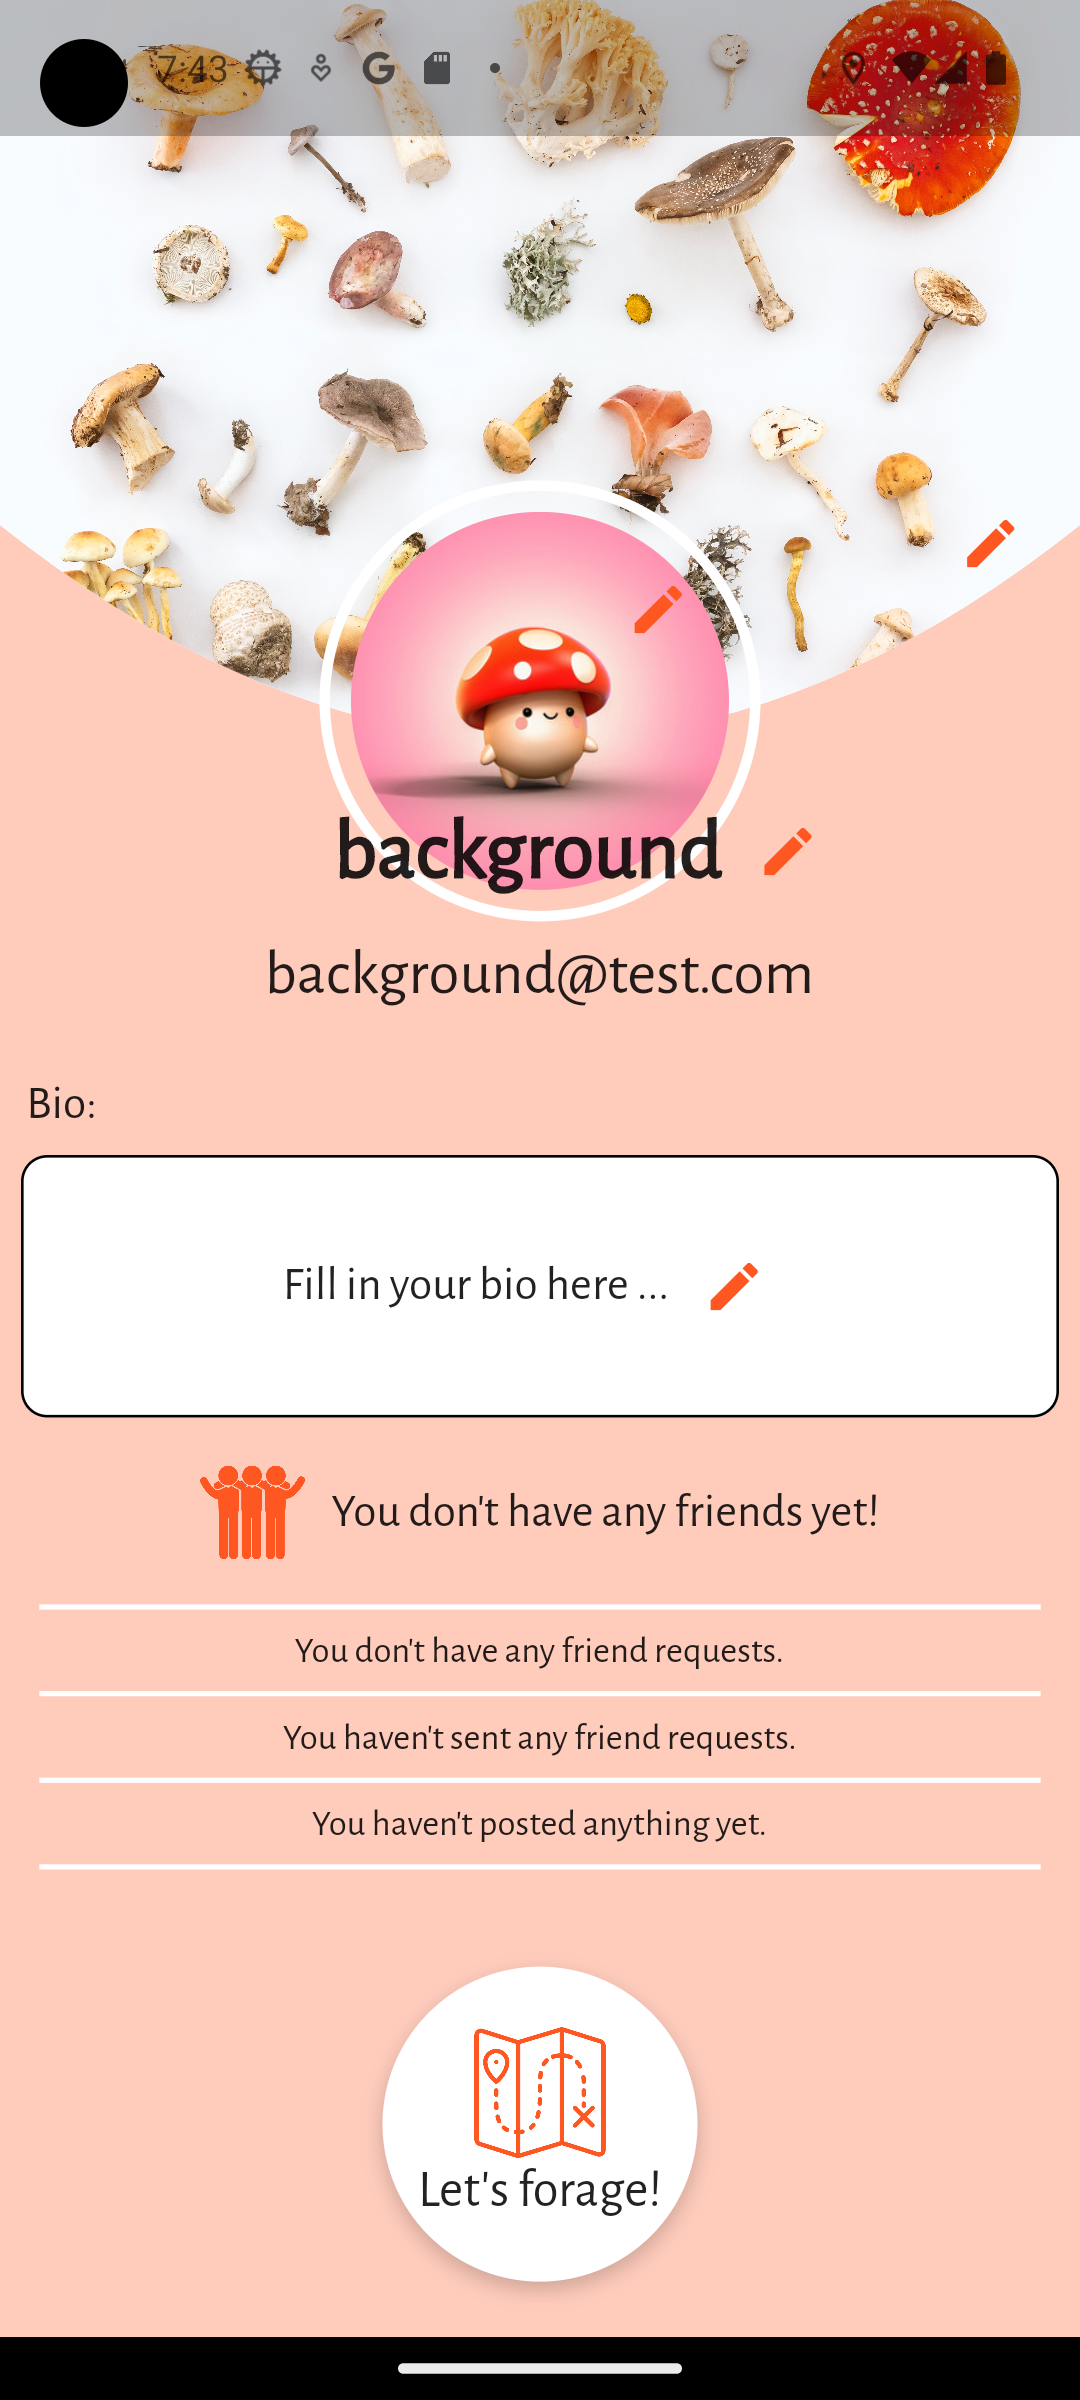 7:43
background
background@test.com
Bio:
Fill in your bio here ...
You don't have any friends yet!
You don't have any friend requests.
You haven't sent any friend requests.
You haven't posted anything yet.
Let's forage!